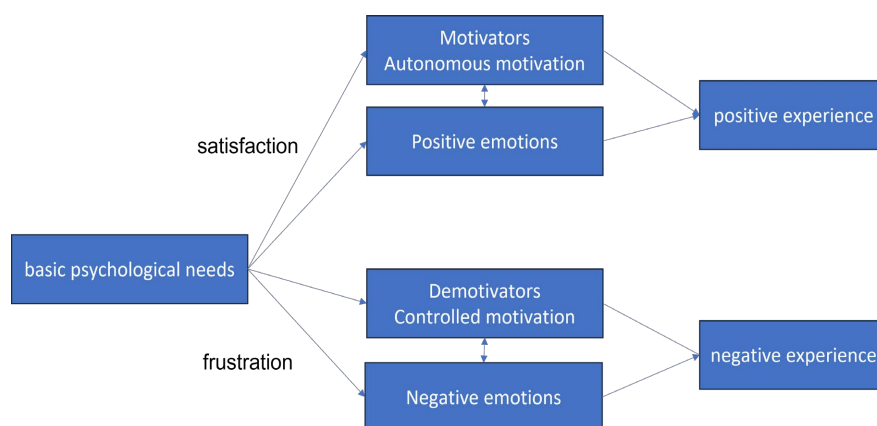 Motivators
Autonomous motivation
positive experience
Positive emotions
satisfaction
basic psychological needs
Demotivators
Controlled motivation
negative experience
frustration
Negative emotions